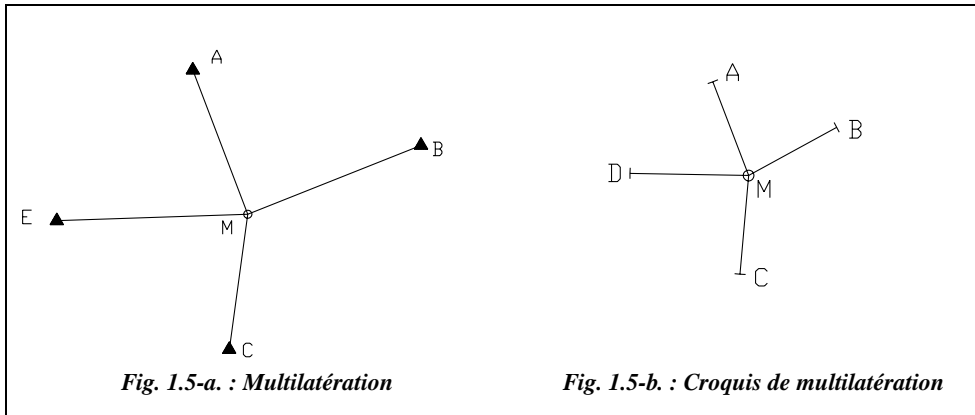 A
B
E
M
C
Fig. 1.5-a. : Multilatération
A
B
D
M
C
Fig. 1.5-b. : Croquis de multilatération